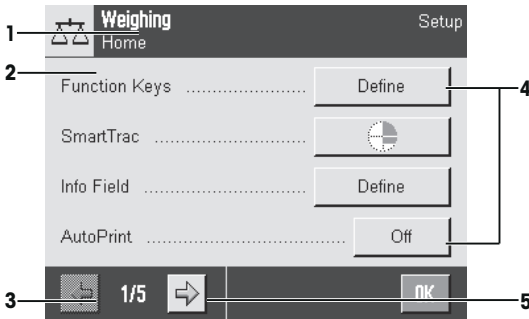 Weighing
Setup
Home
Function Keys ........................ Define
SmartTrac ...............................
Info Field ................................ Define
AutoPrint ....................................... Off
1/5
OK
1
2
3
4
5